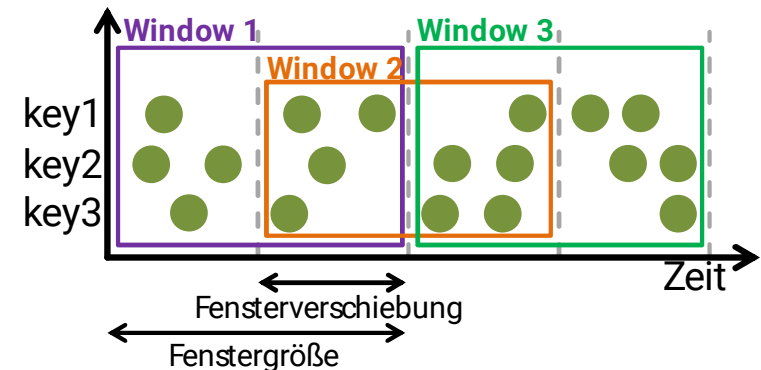 Window 1
Window 3
Window 2
key1
key2
key3
Zeit
Fensterverschiebung
Fenstergröße